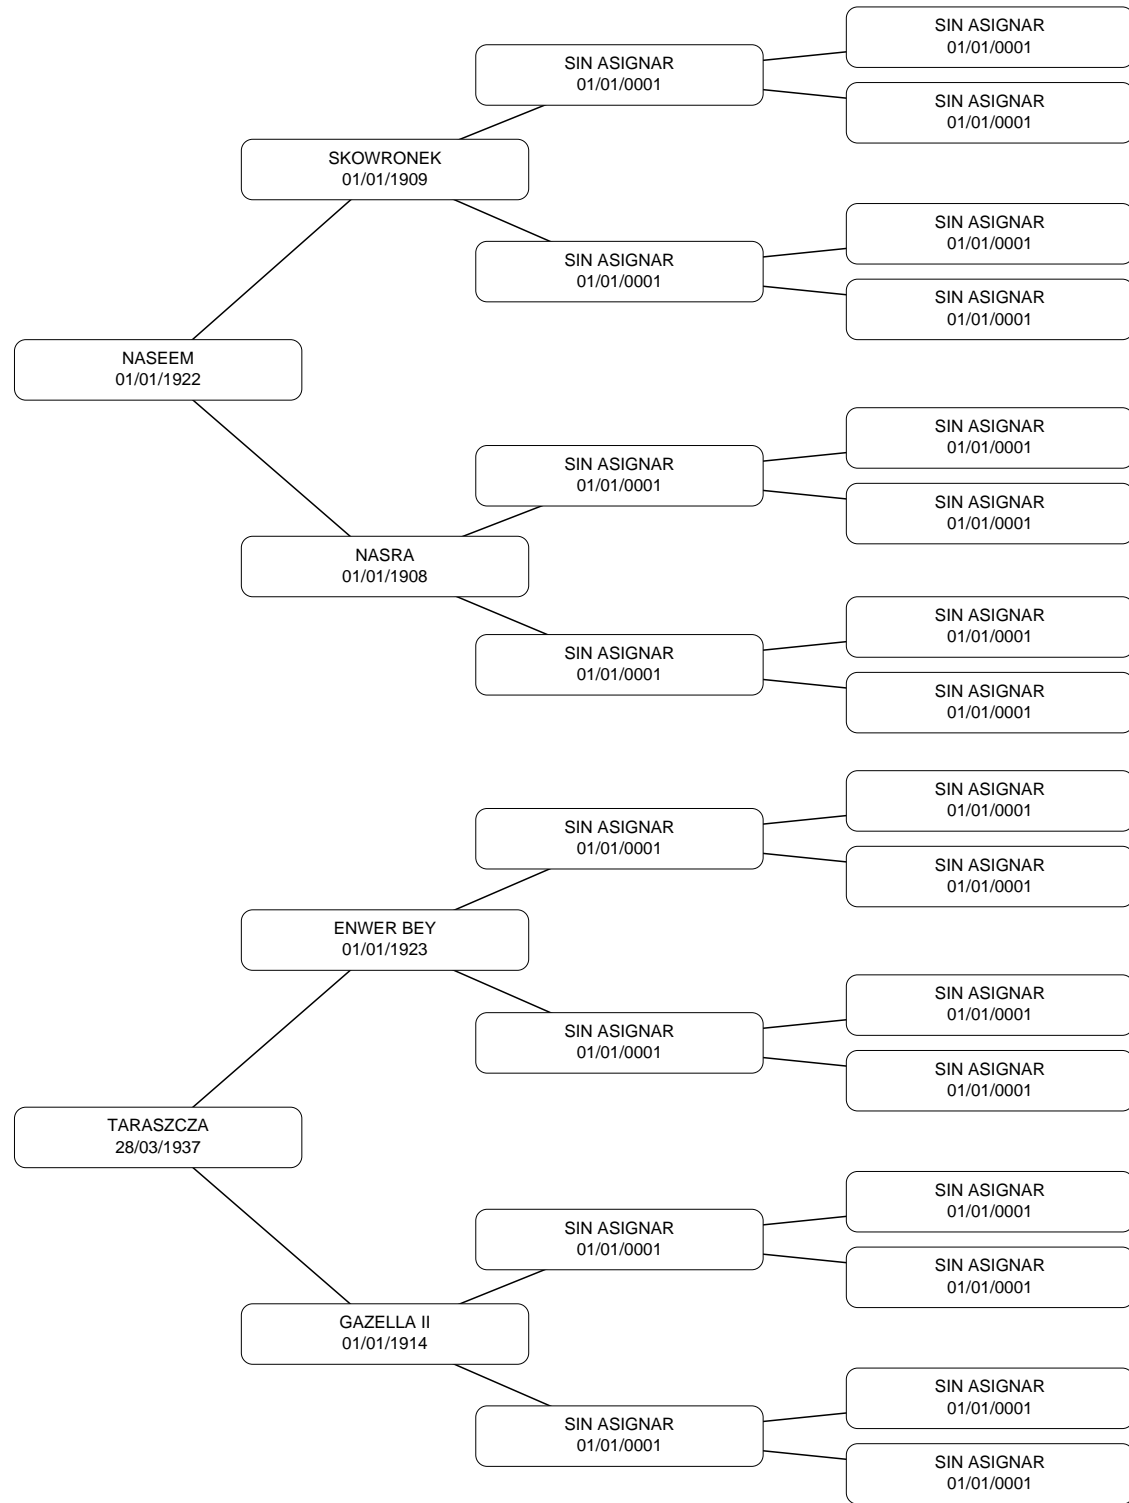 SIN ASIGNAR
01/01/0001
SIN ASIGNAR
01/01/0001
SIN ASIGNAR
01/01/0001
SKOWRONEK
01/01/1909
SIN ASIGNAR
01/01/0001
SIN ASIGNAR
01/01/0001
SIN ASIGNAR
01/01/0001
NASEEM
01/01/1922
SIN ASIGNAR
01/01/0001
SIN ASIGNAR
01/01/0001
SIN ASIGNAR
01/01/0001
NASRA
01/01/1908
SIN ASIGNAR
01/01/0001
SIN ASIGNAR
01/01/0001
SIN ASIGNAR
01/01/0001
SIN ASIGNAR
01/01/0001
SIN ASIGNAR
01/01/0001
SIN ASIGNAR
01/01/0001
ENWER BEY
01/01/1923
SIN ASIGNAR
01/01/0001
SIN ASIGNAR
01/01/0001
SIN ASIGNAR
01/01/0001
TARASZCZA
28/03/1937
SIN ASIGNAR
01/01/0001
SIN ASIGNAR
01/01/0001
SIN ASIGNAR
01/01/0001
GAZELLA II
01/01/1914
SIN ASIGNAR
01/01/0001
SIN ASIGNAR
01/01/0001
SIN ASIGNAR
01/01/0001